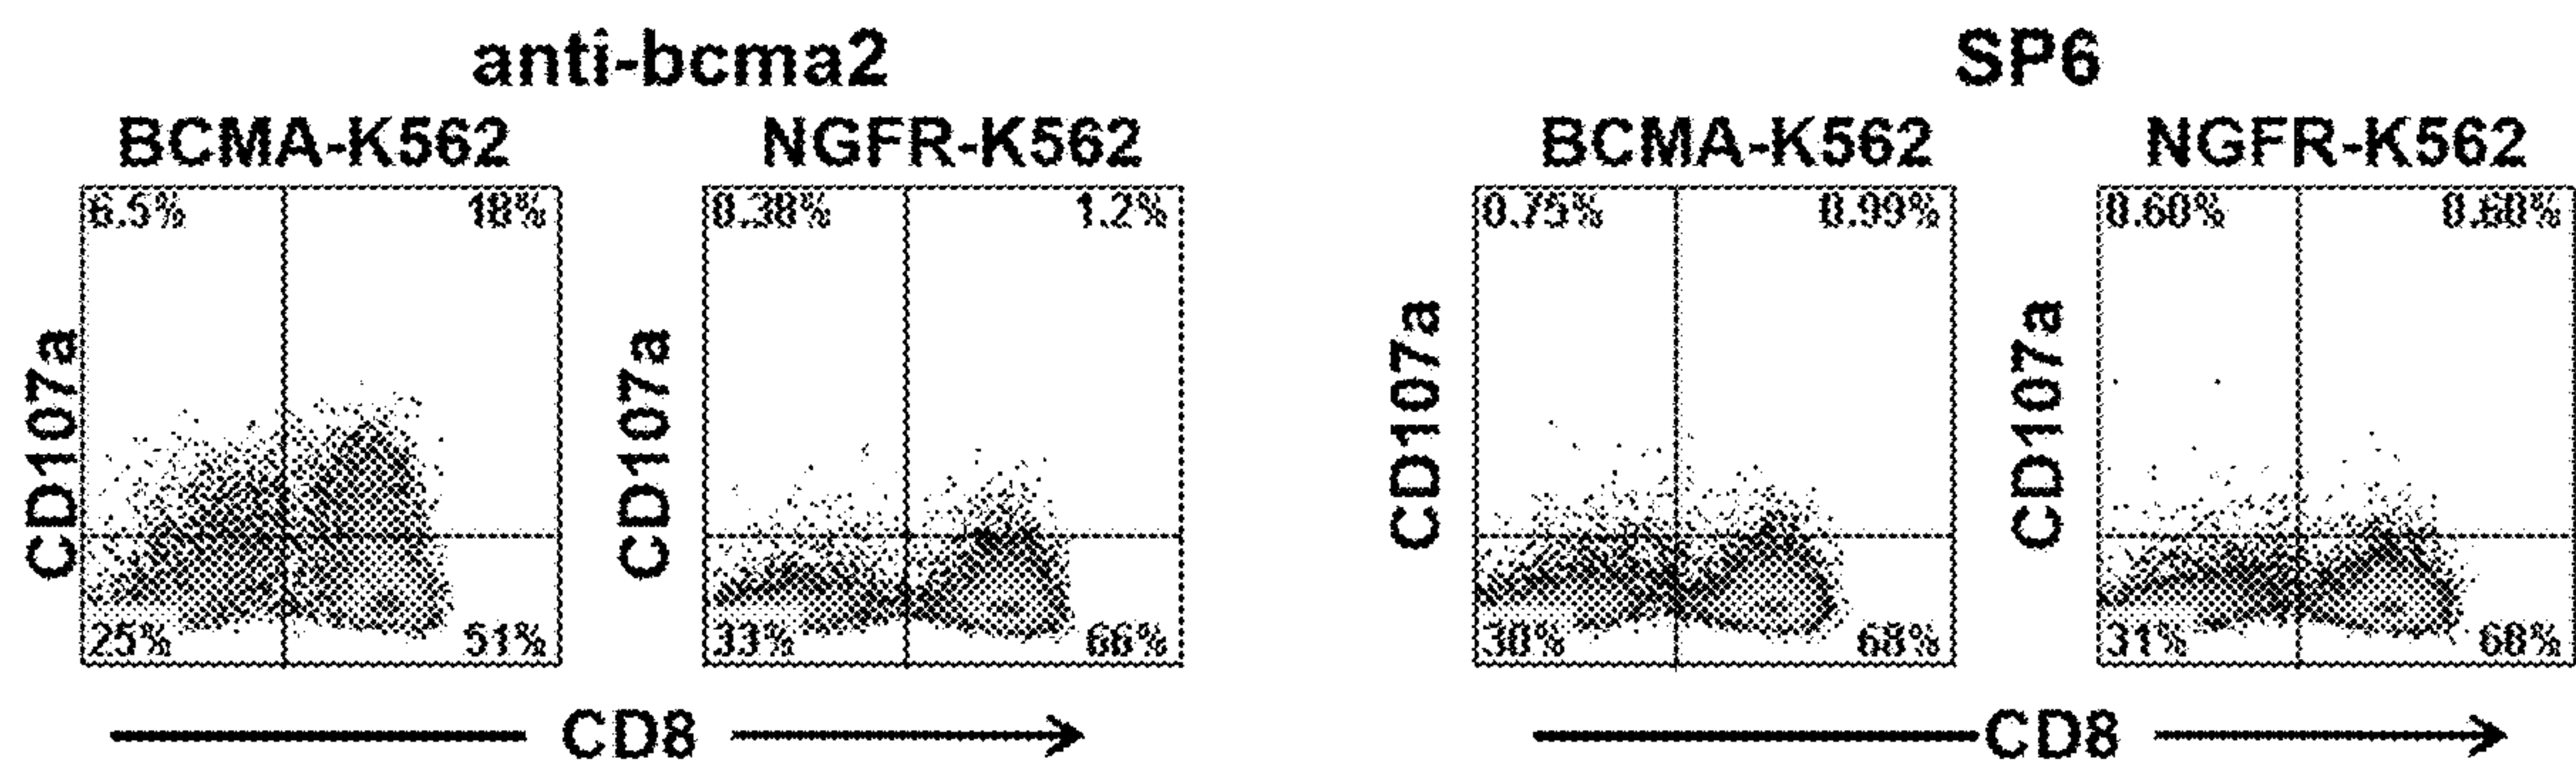 anti-bcma2 SP6
BCMA-K562 NGFR-K562 BCMA-K562 NGFR-K562
6.5% 18% 0.38% 1.2% 0.75% 0.99% 0.60% 0.60%
CD107a CD107a CD107a CD107a
25% 51% 33% 66% 30% 68% 31% 68%
CD8 CD8